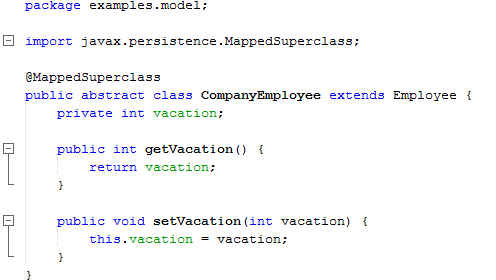 package examples.model;
import javax.persistence.MappedSuperclass;
@MappedSuperclass
public abstract class CompanyEmployee extends Employee {
private int vacation;
public int getVacation() {
return vacation;
}
public void setVacation(int vacation) {
this.vacation = vacation;
}
}